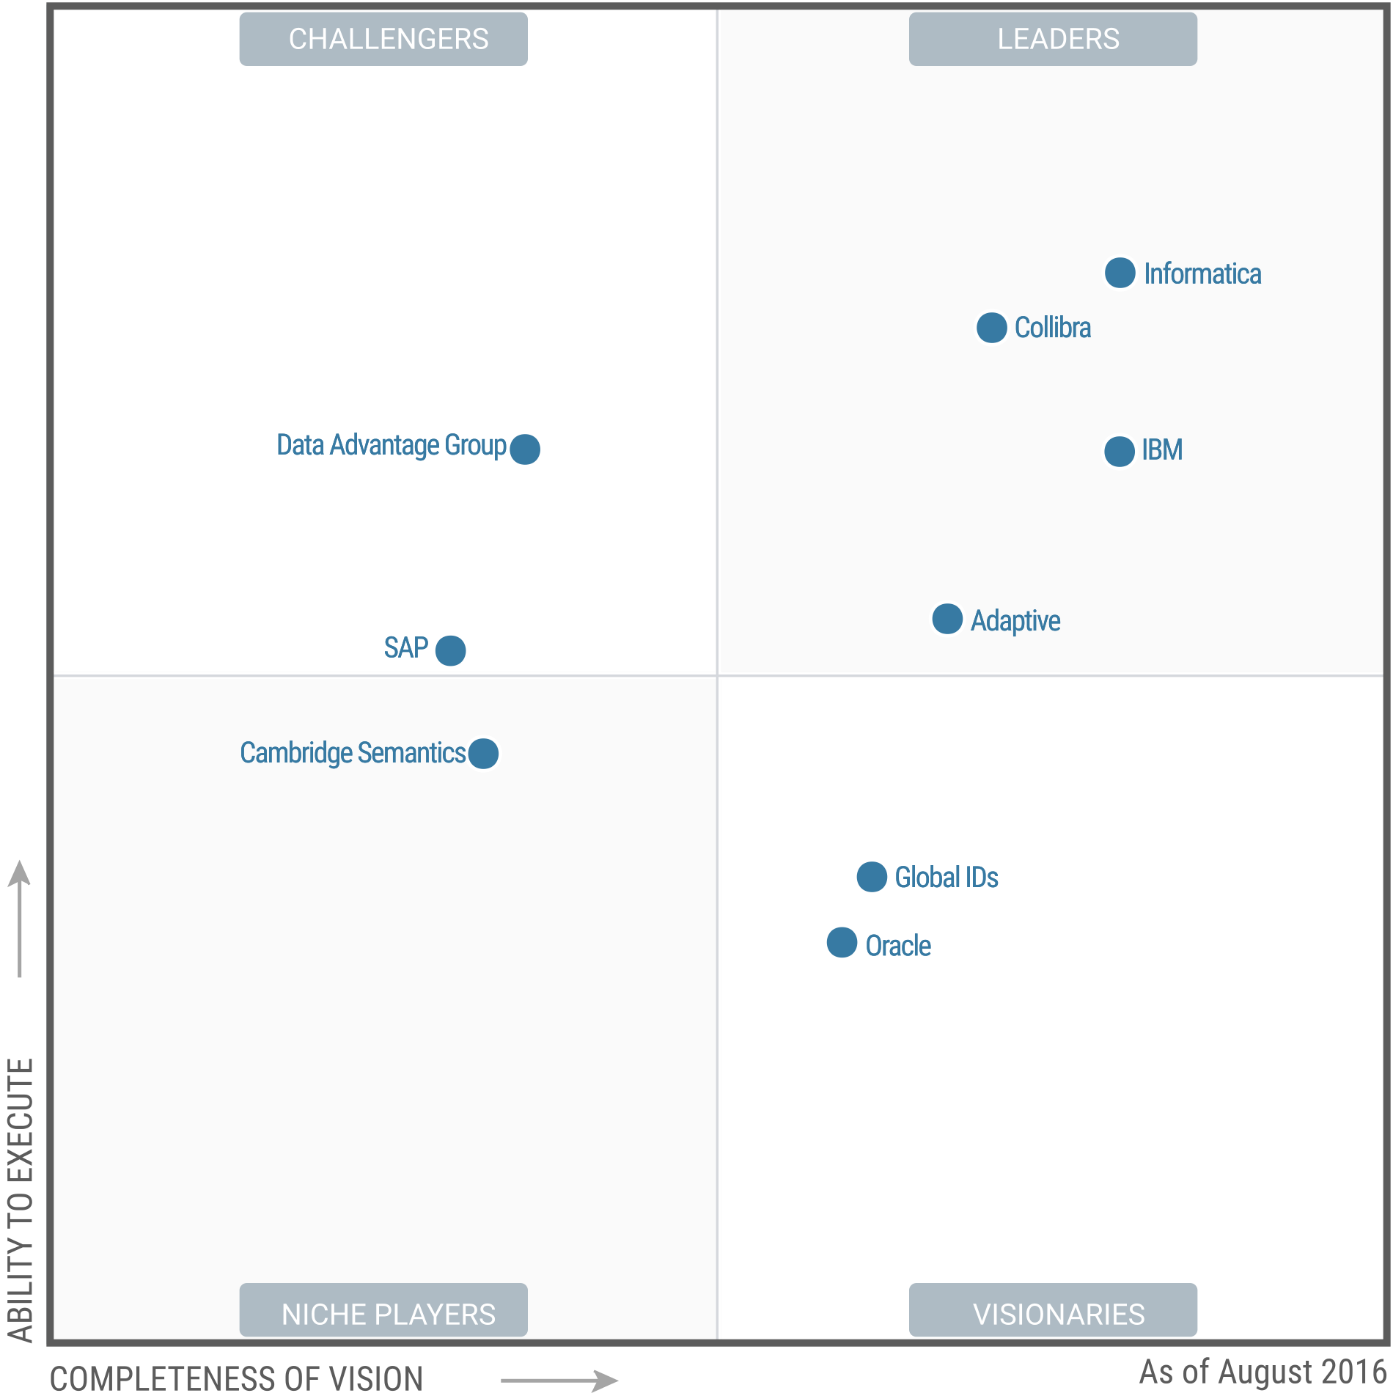 CHALLENGERS
LEADERS
Informatica
Collibra
Data Advantage Group
IBM
Adaptive
SAP
Cambridge Semantics
Global IDs
Oracle
ABILITY TO EXECUTE
NICHE PLAYERS
VISIONARIES
COMPLETENESS OF VISION
As of August 2016